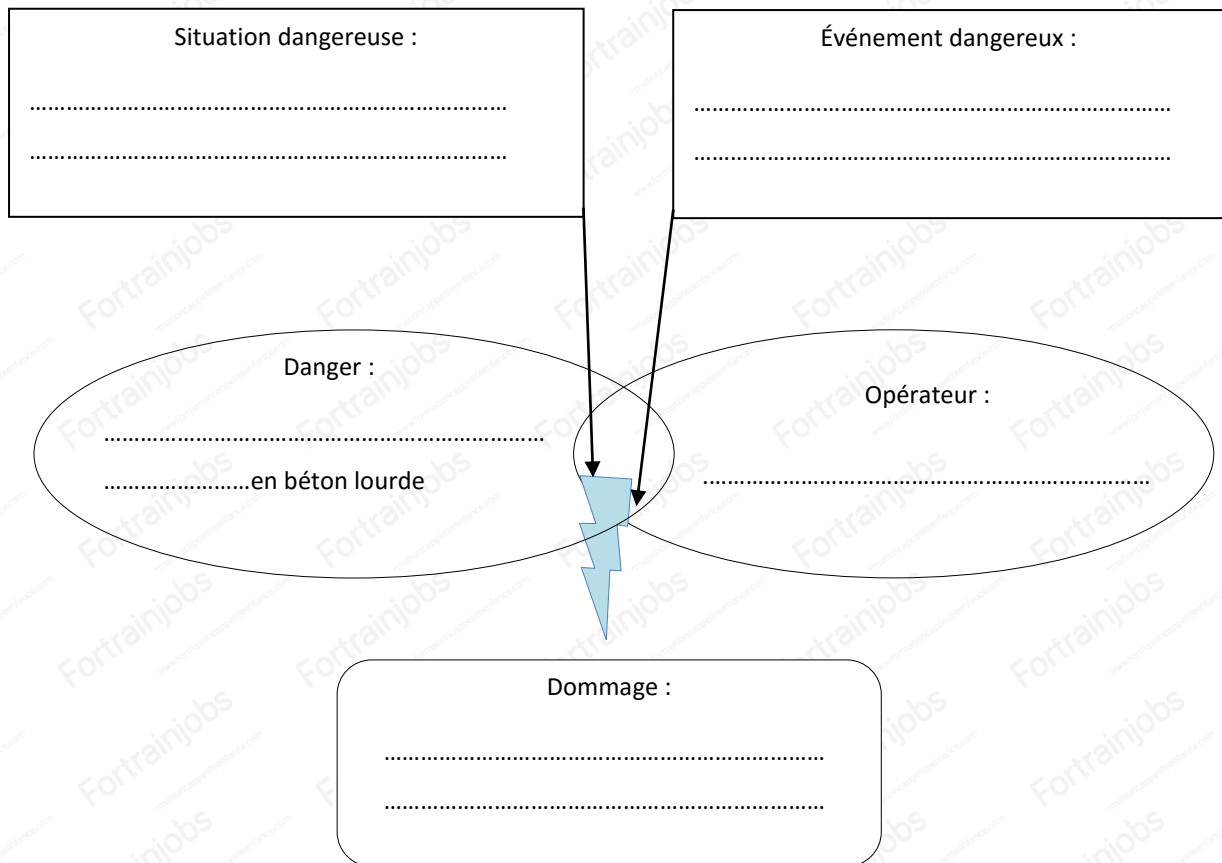 Situation dangereuse :
……………………………………………………………………
……………………………………………………………………
Événement dangereux :
……………………………………………………………………
……………………………………………………………………
Danger :
………………………………………………………………
……………………en béton lourde
Opérateur :
………………………………………………………………
Dommage :
………………………………………………………………
………………………………………………………………
Fortrainjobs